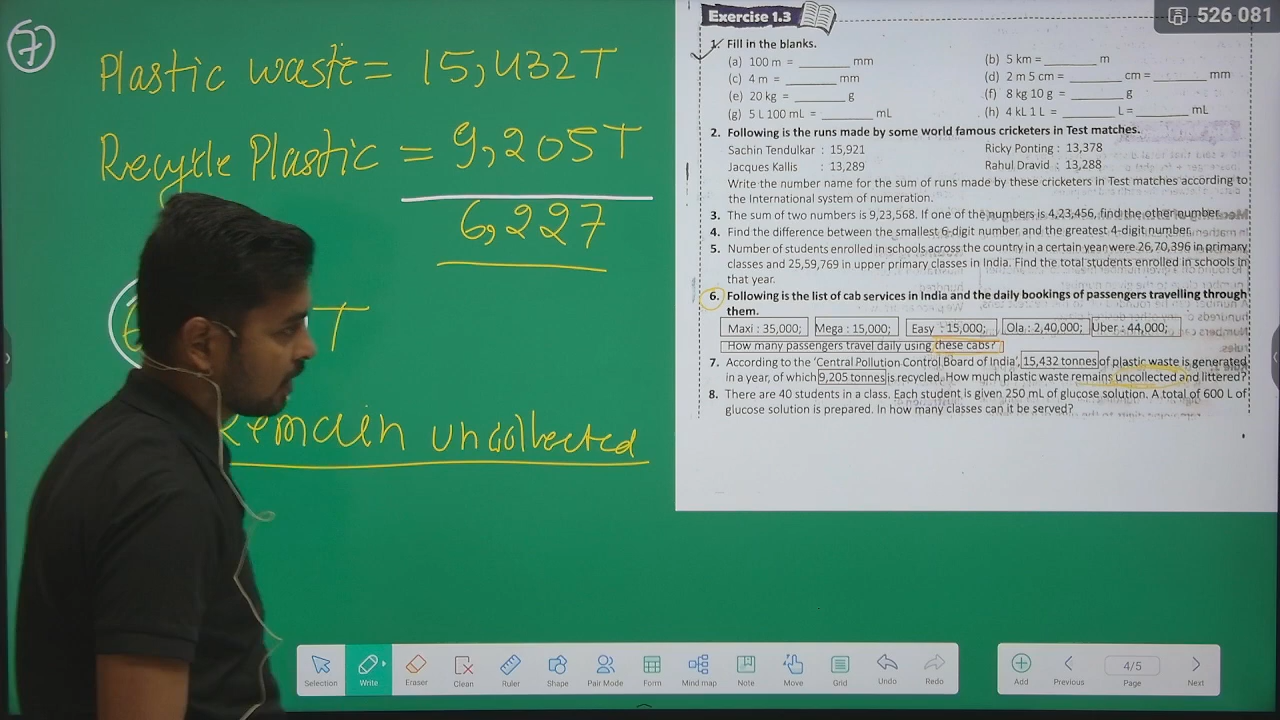 7
Plastic waste = 15,432T
Recycle Plastic = 9,205T
6,227
T
Remain uncollected
526 081
Exercise 1.3
1. Fill in the blanks.
(a) 100 m = ______ mm (b) 5 km = ______ m
(c) 4 m = ______ mm (d) 2 m 5 cm = ______ cm = ______ mm
(e) 20 kg = ______ g (f) 8 kg 10 g = ______ g
(g) 5 L 100 mL = ______ mL (h) 4 kL 1 L = ______ L = ______ mL
2. Following is the runs made by some world famous cricketers in Test matches.
Sachin Tendulkar : 15,921 Ricky Ponting : 13,378
Jacques Kallis : 13,289 Rahul Dravid : 13,288
Write the number name for the sum of runs made by these cricketers in Test matches according to
the International system of numeration.
3. The sum of two numbers is 9,23,568. If one of the numbers is 4,23,456, find the other number.
4. Find the difference between the smallest 6-digit number and the greatest 4-digit number.
5. Number of students enrolled in schools across the country in a certain year were 26,70,396 in primary
classes and 25,59,769 in upper primary classes in India. Find the total students enrolled in schools in
that year.
6. Following is the list of cab services in India and the daily bookings of passengers travelling through
them.
Maxi : 35,000; Mega : 15,000; Easy : 15,000; Ola : 2,40,000; Uber : 44,000;
How many passengers travel daily using these cabs?
7. According to the ‘Central Pollution Control Board of India’, 15,432 tonnes of plastic waste is generated
in a year, of which 9,205 tonnes is recycled. How much plastic waste remains uncollected and littered?
8. There are 40 students in a class. Each student is given 250 mL of glucose solution. A total of 600 L of
glucose solution is prepared. In how many classes can it be served?
Selection Write Eraser Clean Ruler Shape Pair Mode Form Mind map Note Move Grid Undo Redo
Add Previous 4/5 Page Next